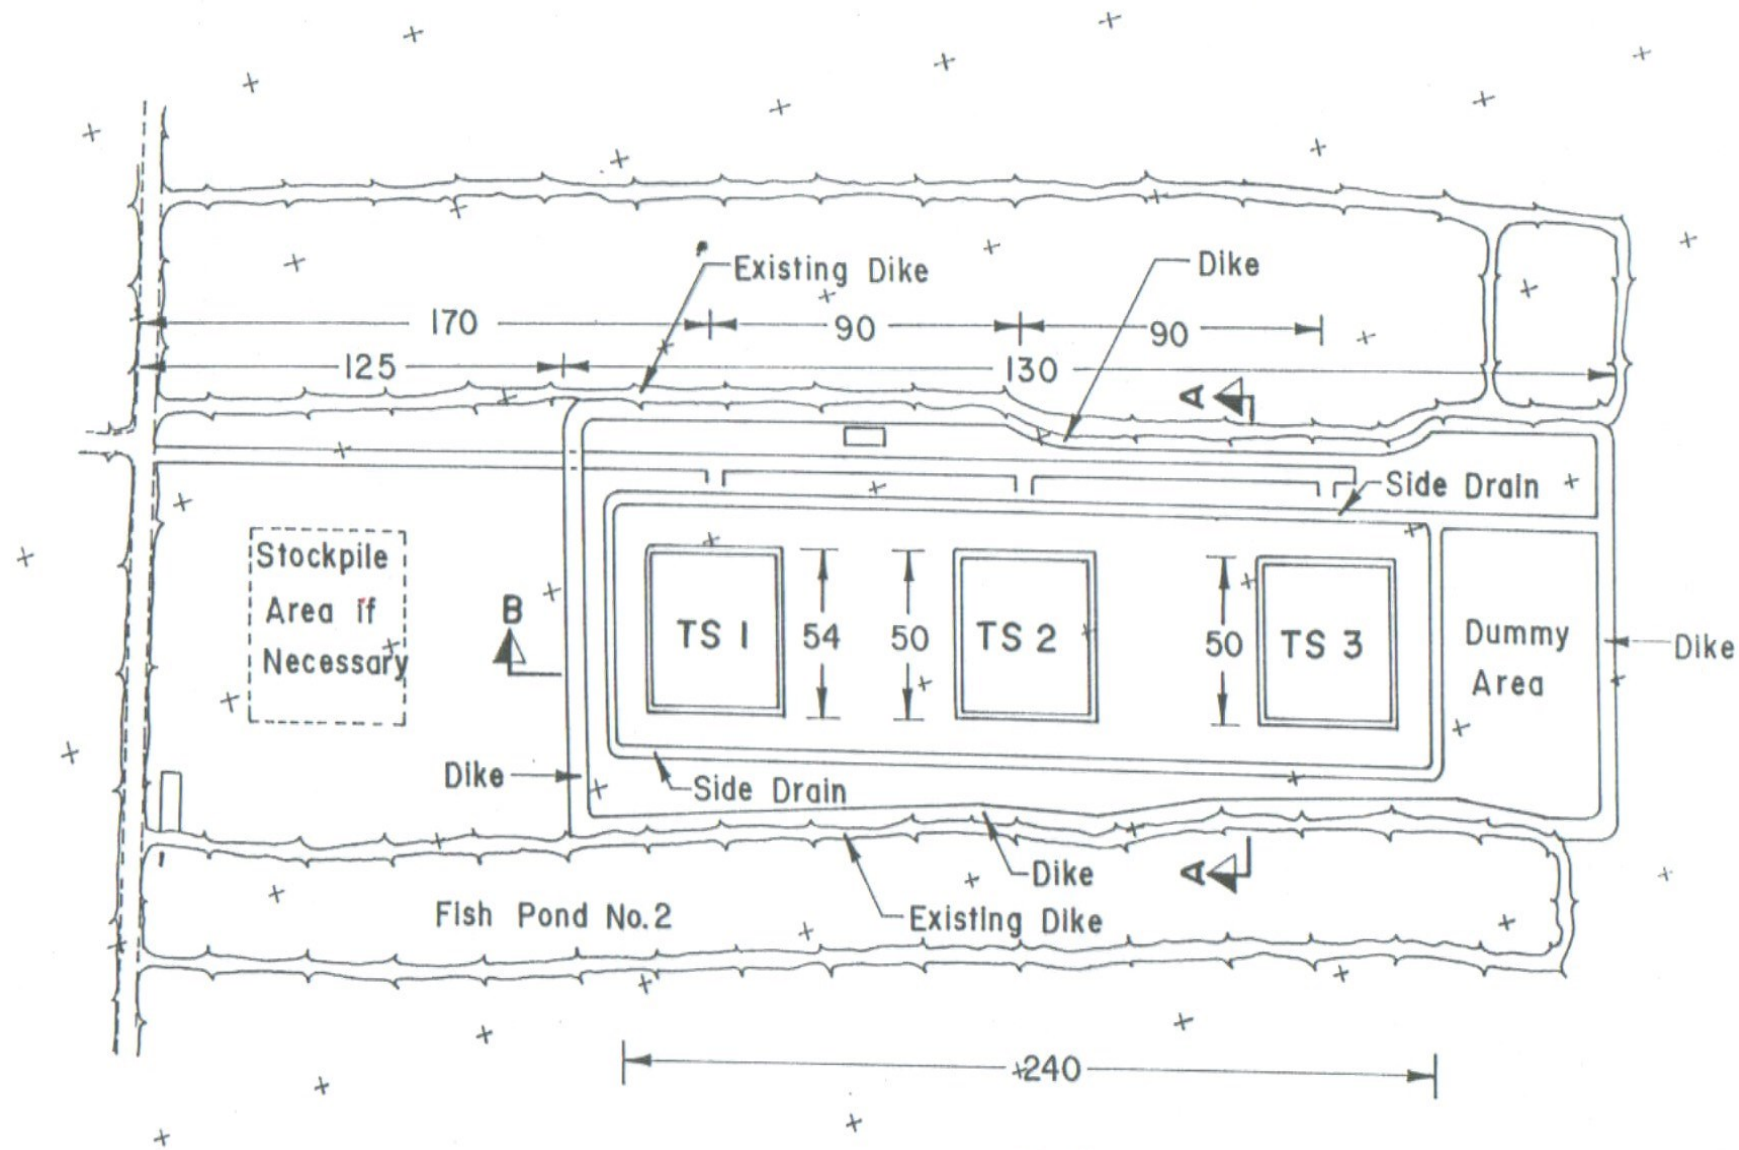 Existing Dike
Dike
170
90
90
125
130
A
Side Drain
Stockpile
Area if
Necessary
B
TS 1
54
50
TS 2
50
TS 3
Dummy
Area
Dike
Dike
Side Drain
Dike
A
Fish Pond No.2
Existing Dike
240